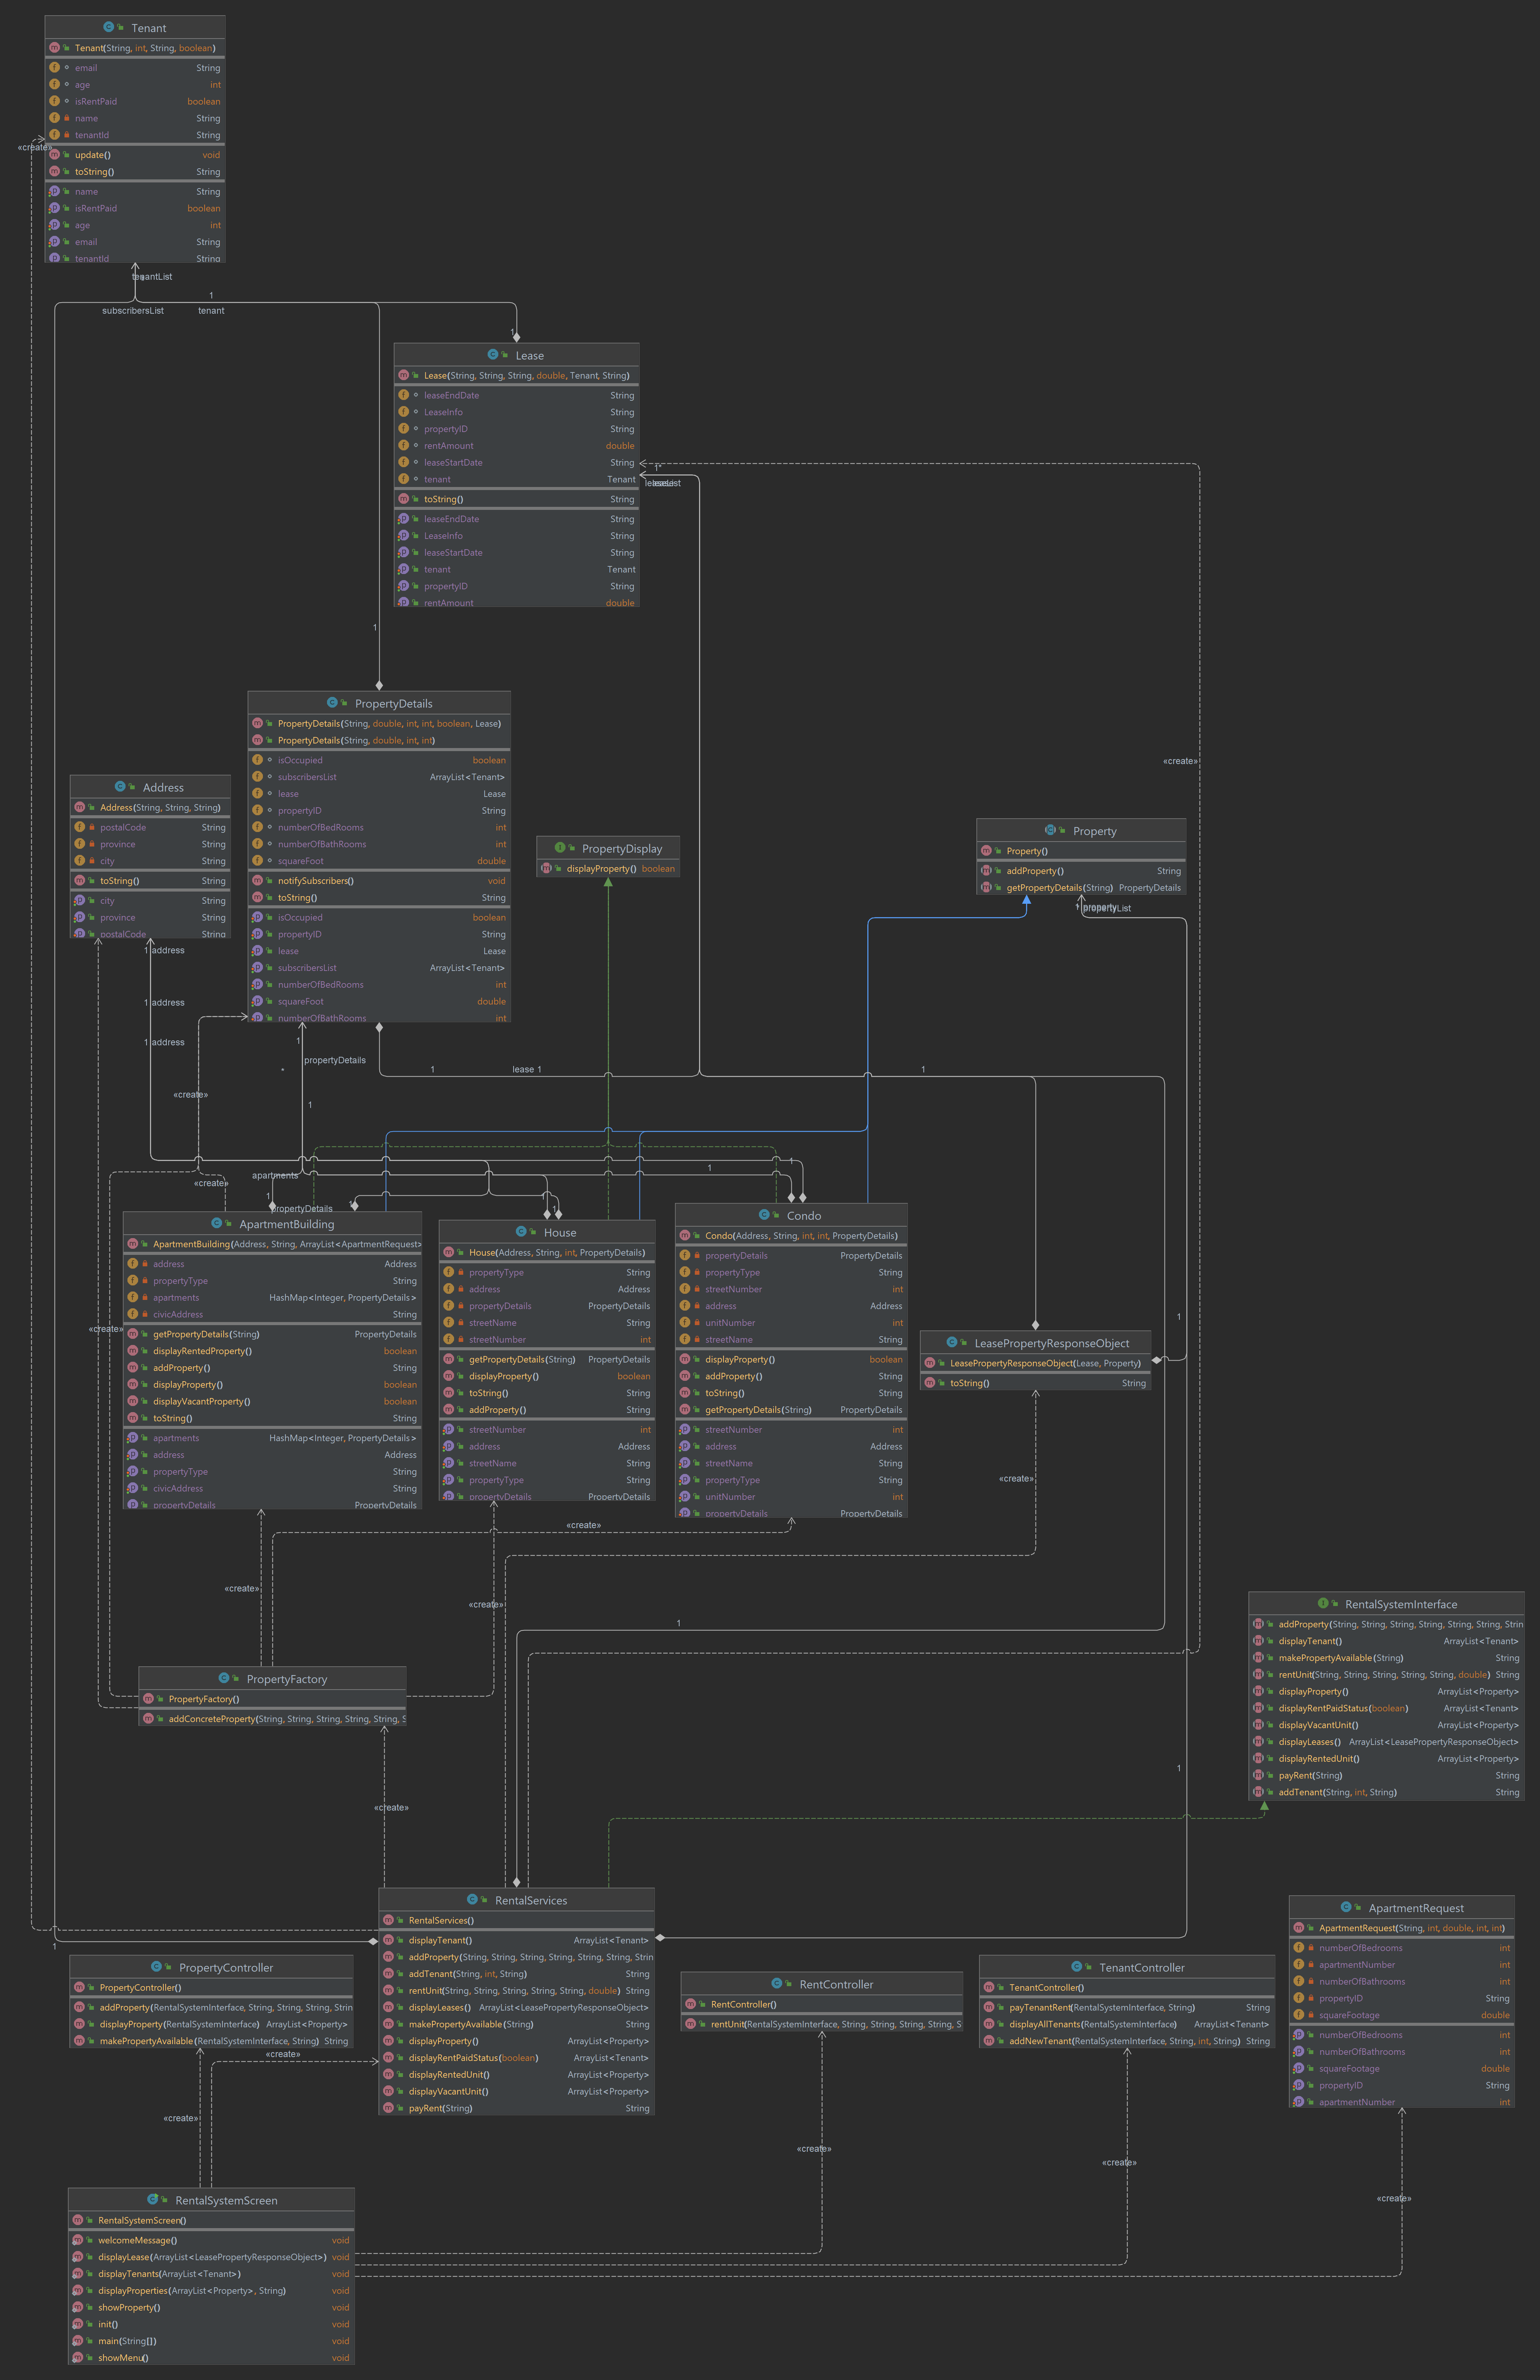 Tenant
Tenant(String, int, String, boolean)
email String
age int
isRentPaid boolean
name String
tenantId String
update() void
toString() String
name String
isRentPaid boolean
age int
email String
tenantId String
«create»
tenantList
subscribersList
1
tenant
1
Lease
Lease(String, String, String, double, Tenant, String)
leaseEndDate String
LeaseInfo String
propertyID String
rentAmount double
leaseStartDate String
tenant Tenant
toString() String
leaseEndDate String
LeaseInfo String
leaseStartDate String
tenant Tenant
propertyID String
rentAmount double
1
PropertyDetails
PropertyDetails(String, double, int, int, boolean, Lease)
PropertyDetails(String, double, int, int)
isOccupied boolean
subscribersList ArrayList<Tenant>
lease Lease
propertyID String
numberOfBedRooms int
numberOfBathRooms int
squareFoot double
notifySubscribers() void
toString() String
isOccupied boolean
propertyID String
lease Lease
subscribersList ArrayList<Tenant>
numberOfBedRooms int
squareFoot double
numberOfBathRooms int
«create»
Address
Address(String, String, String)
postalCode String
province String
city String
toString() String
city String
province String
postalCode String
PropertyDisplay
displayProperty() boolean
Property
Property()
addProperty() String
getPropertyDetails(String) PropertyDetails
propertyList
1 address
1 address
1 address
1
propertyDetails
*
1
lease 1
1
«create»
1
1
1
apartments
«create»
1
1
propertyDetails
ApartmentBuilding
ApartmentBuilding(Address, String, ArrayList<ApartmentRequest>
address Address
propertyType String
apartments HashMap<Integer, PropertyDetails>
civicAddress String
getPropertyDetails(String) PropertyDetails
displayRentedProperty() boolean
addProperty() String
displayProperty() boolean
displayVacantProperty() boolean
toString() String
apartments HashMap<Integer, PropertyDetails>
address Address
propertyType String
civicAddress String
propertyDetails PropertyDetails
«create»
House
House(Address, String, int, PropertyDetails)
propertyType String
address Address
propertyDetails PropertyDetails
streetName String
streetNumber int
getPropertyDetails(String) PropertyDetails
displayProperty() boolean
toString() String
addProperty() String
streetNumber int
address Address
streetName String
propertyType String
propertyDetails PropertyDetails
Condo
Condo(Address, String, int, int, PropertyDetails)
propertyDetails PropertyDetails
propertyType String
streetNumber int
address Address
unitNumber int
streetName String
displayProperty() boolean
addProperty() String
toString() String
getPropertyDetails(String) PropertyDetails
streetNumber int
address Address
streetName String
propertyType String
unitNumber int
propertyDetails PropertyDetails
LeasePropertyResponseObject
LeasePropertyResponseObject(Lease, Property)
toString() String
1
«create»
«create»
«create»
«create»
1
RentalSystemInterface
addProperty(String, String, String, String, String, String, Strin
displayTenant() ArrayList<Tenant>
makePropertyAvailable(String) String
rentUnit(String, String, String, String, String, double) String
displayProperty() ArrayList<Property>
displayRentPaidStatus(boolean) ArrayList<Tenant>
displayVacantUnit() ArrayList<Property>
displayLeases() ArrayList<LeasePropertyResponseObject>
displayRentedUnit() ArrayList<Property>
payRent(String) String
addTenant(String, int, String) String
PropertyFactory
PropertyFactory()
addConcreteProperty(String, String, String, String, String, S
«create»
1
RentalServices
RentalServices()
displayTenant() ArrayList<Tenant>
addProperty(String, String, String, String, String, String, Strin
addTenant(String, int, String) String
rentUnit(String, String, String, String, String, double) String
displayLeases() ArrayList<LeasePropertyResponseObject>
makePropertyAvailable(String) String
displayProperty() ArrayList<Property>
displayRentPaidStatus(boolean) ArrayList<Tenant>
displayRentedUnit() ArrayList<Property>
displayVacantUnit() ArrayList<Property>
payRent(String) String
1
PropertyController
PropertyController()
addProperty(RentalSystemInterface, String, String, String, Strin
displayProperty(RentalSystemInterface) ArrayList<Property>
makePropertyAvailable(RentalSystemInterface, String) String
«create»
RentController
RentController()
rentUnit(RentalSystemInterface, String, String, String, String, S
TenantController
TenantController()
payTenantRent(RentalSystemInterface, String) String
displayAllTenants(RentalSystemInterface) ArrayList<Tenant>
addNewTenant(RentalSystemInterface, String, int, String) String
ApartmentRequest
ApartmentRequest(String, int, double, int, int)
numberOfBedrooms int
apartmentNumber int
numberOfBathrooms int
propertyID String
squareFootage double
numberOfBedrooms int
numberOfBathrooms int
squareFootage double
propertyID String
apartmentNumber int
«create»
«create»
«create»
«create»
RentalSystemScreen
RentalSystemScreen()
welcomeMessage() void
displayLease(ArrayList<LeasePropertyResponseObject>) void
displayTenants(ArrayList<Tenant>) void
displayProperties(ArrayList<Property>, String) void
showProperty() void
init() void
main(String[]) void
showMenu() void